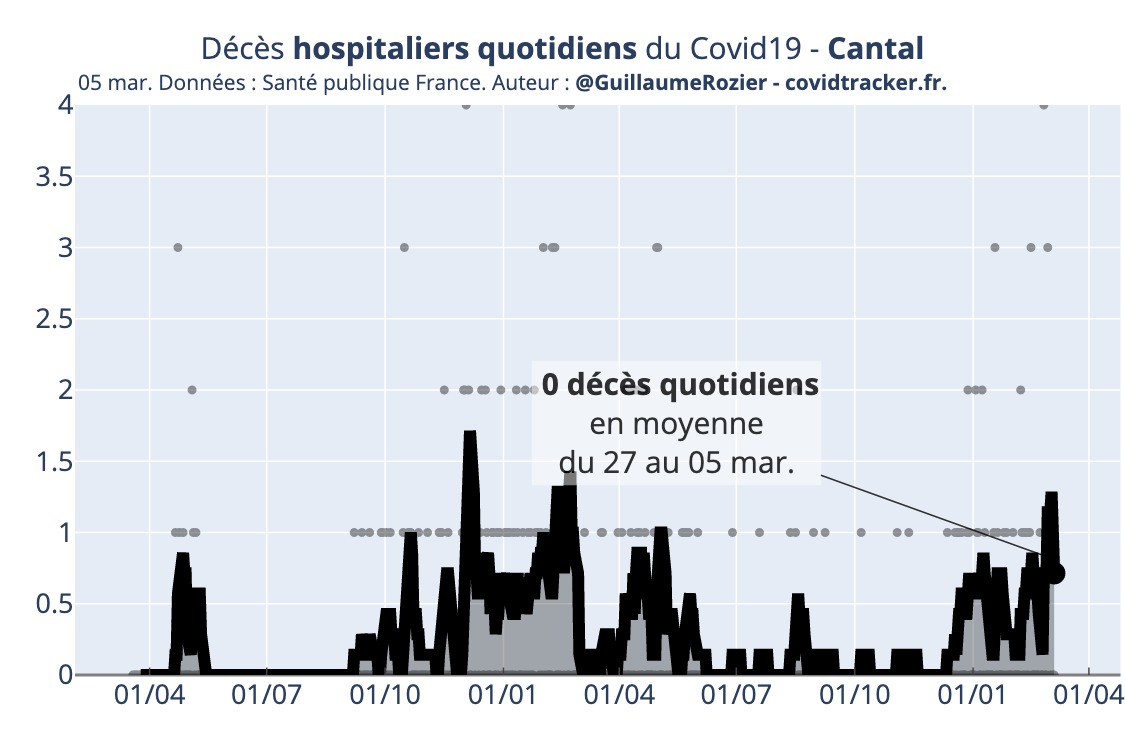 Décès hospitaliers quotidiens du Covid19 - Cantal
05 mar. Données : Santé publique France. Auteur : @GuillaumeRozier - covidtracker.fr.
4
3.5
3
2.5
2
1.5
1
0.5
0
0 décès quotidiens
en moyenne
du 27 au 05 mar.
01/04 01/07 01/10 01/01 01/04 01/07 01/10 01/01 01/04